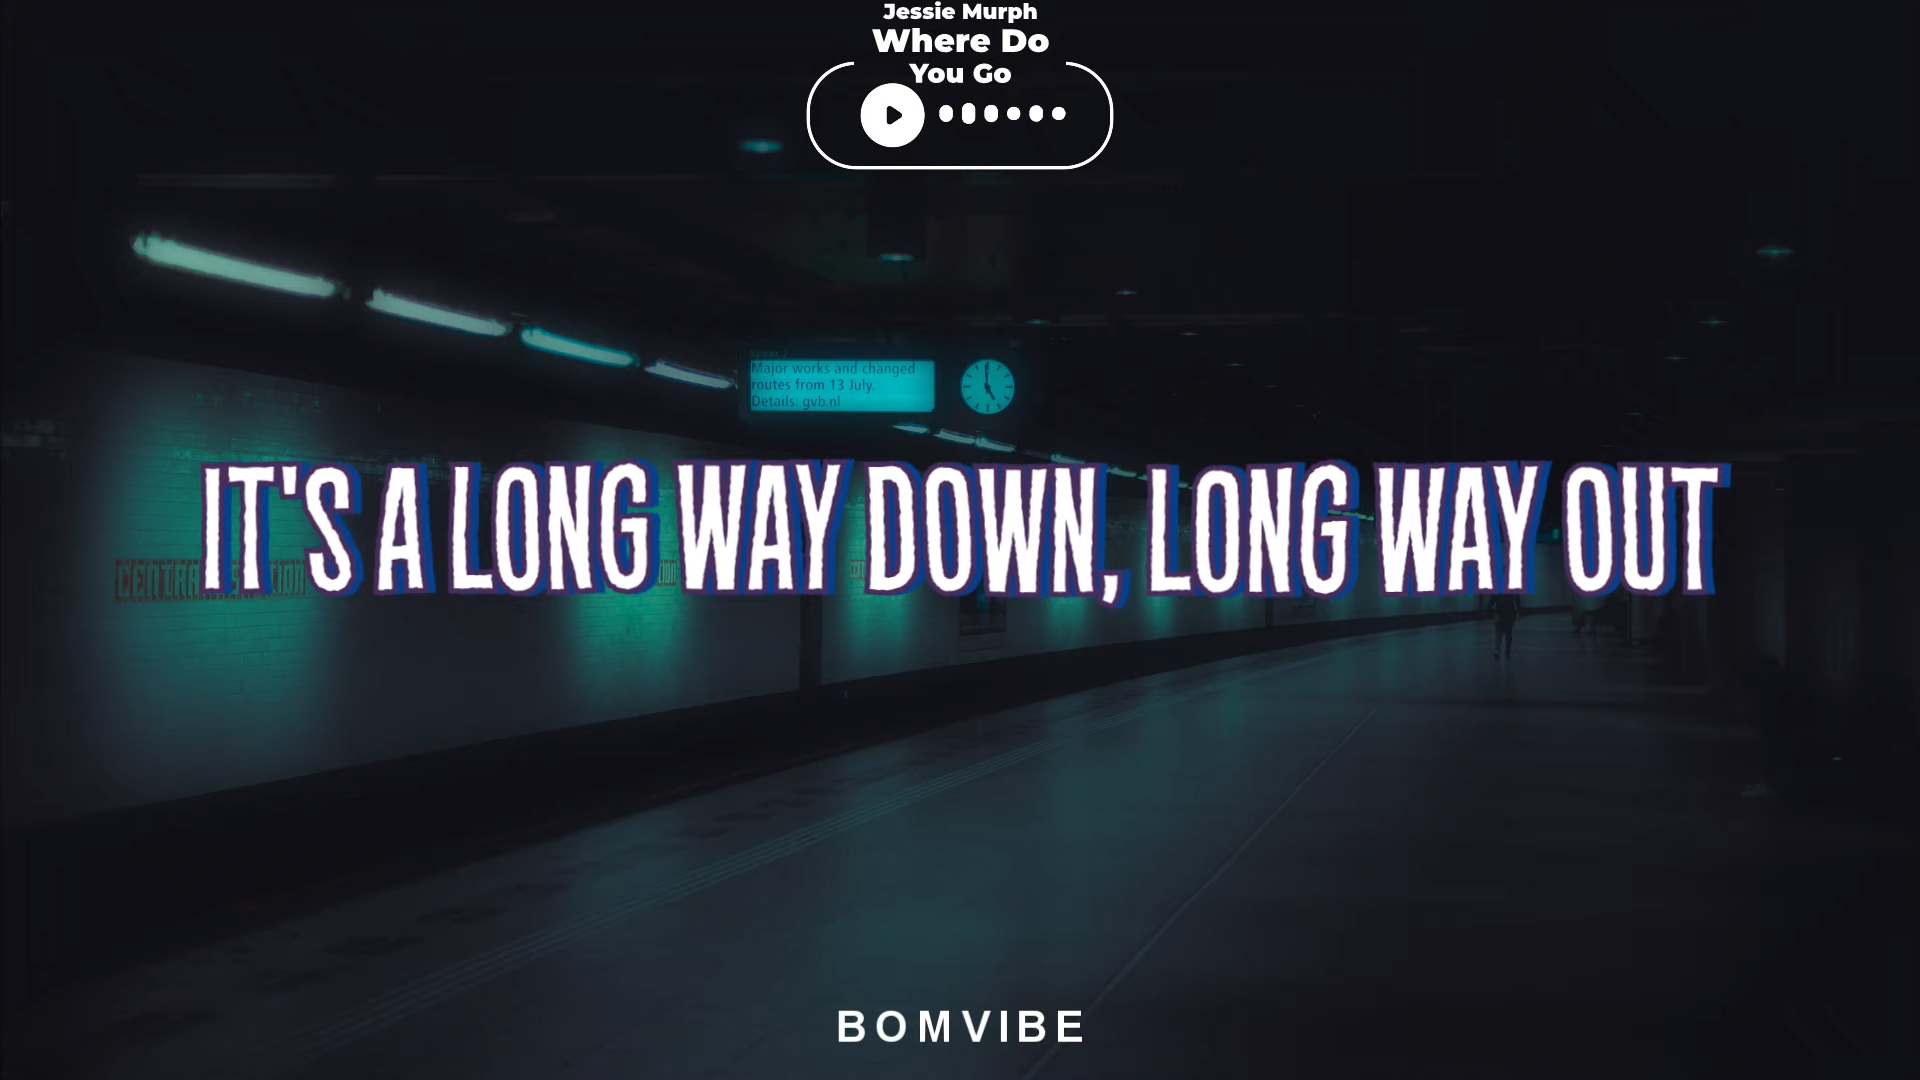 Jessie Murph
Where Do
You Go
Major works and changed
routes from 13 July.
Details: gvb.nl
IT'S A LONG WAY DOWN, LONG WAY OUT
BOMVIBE